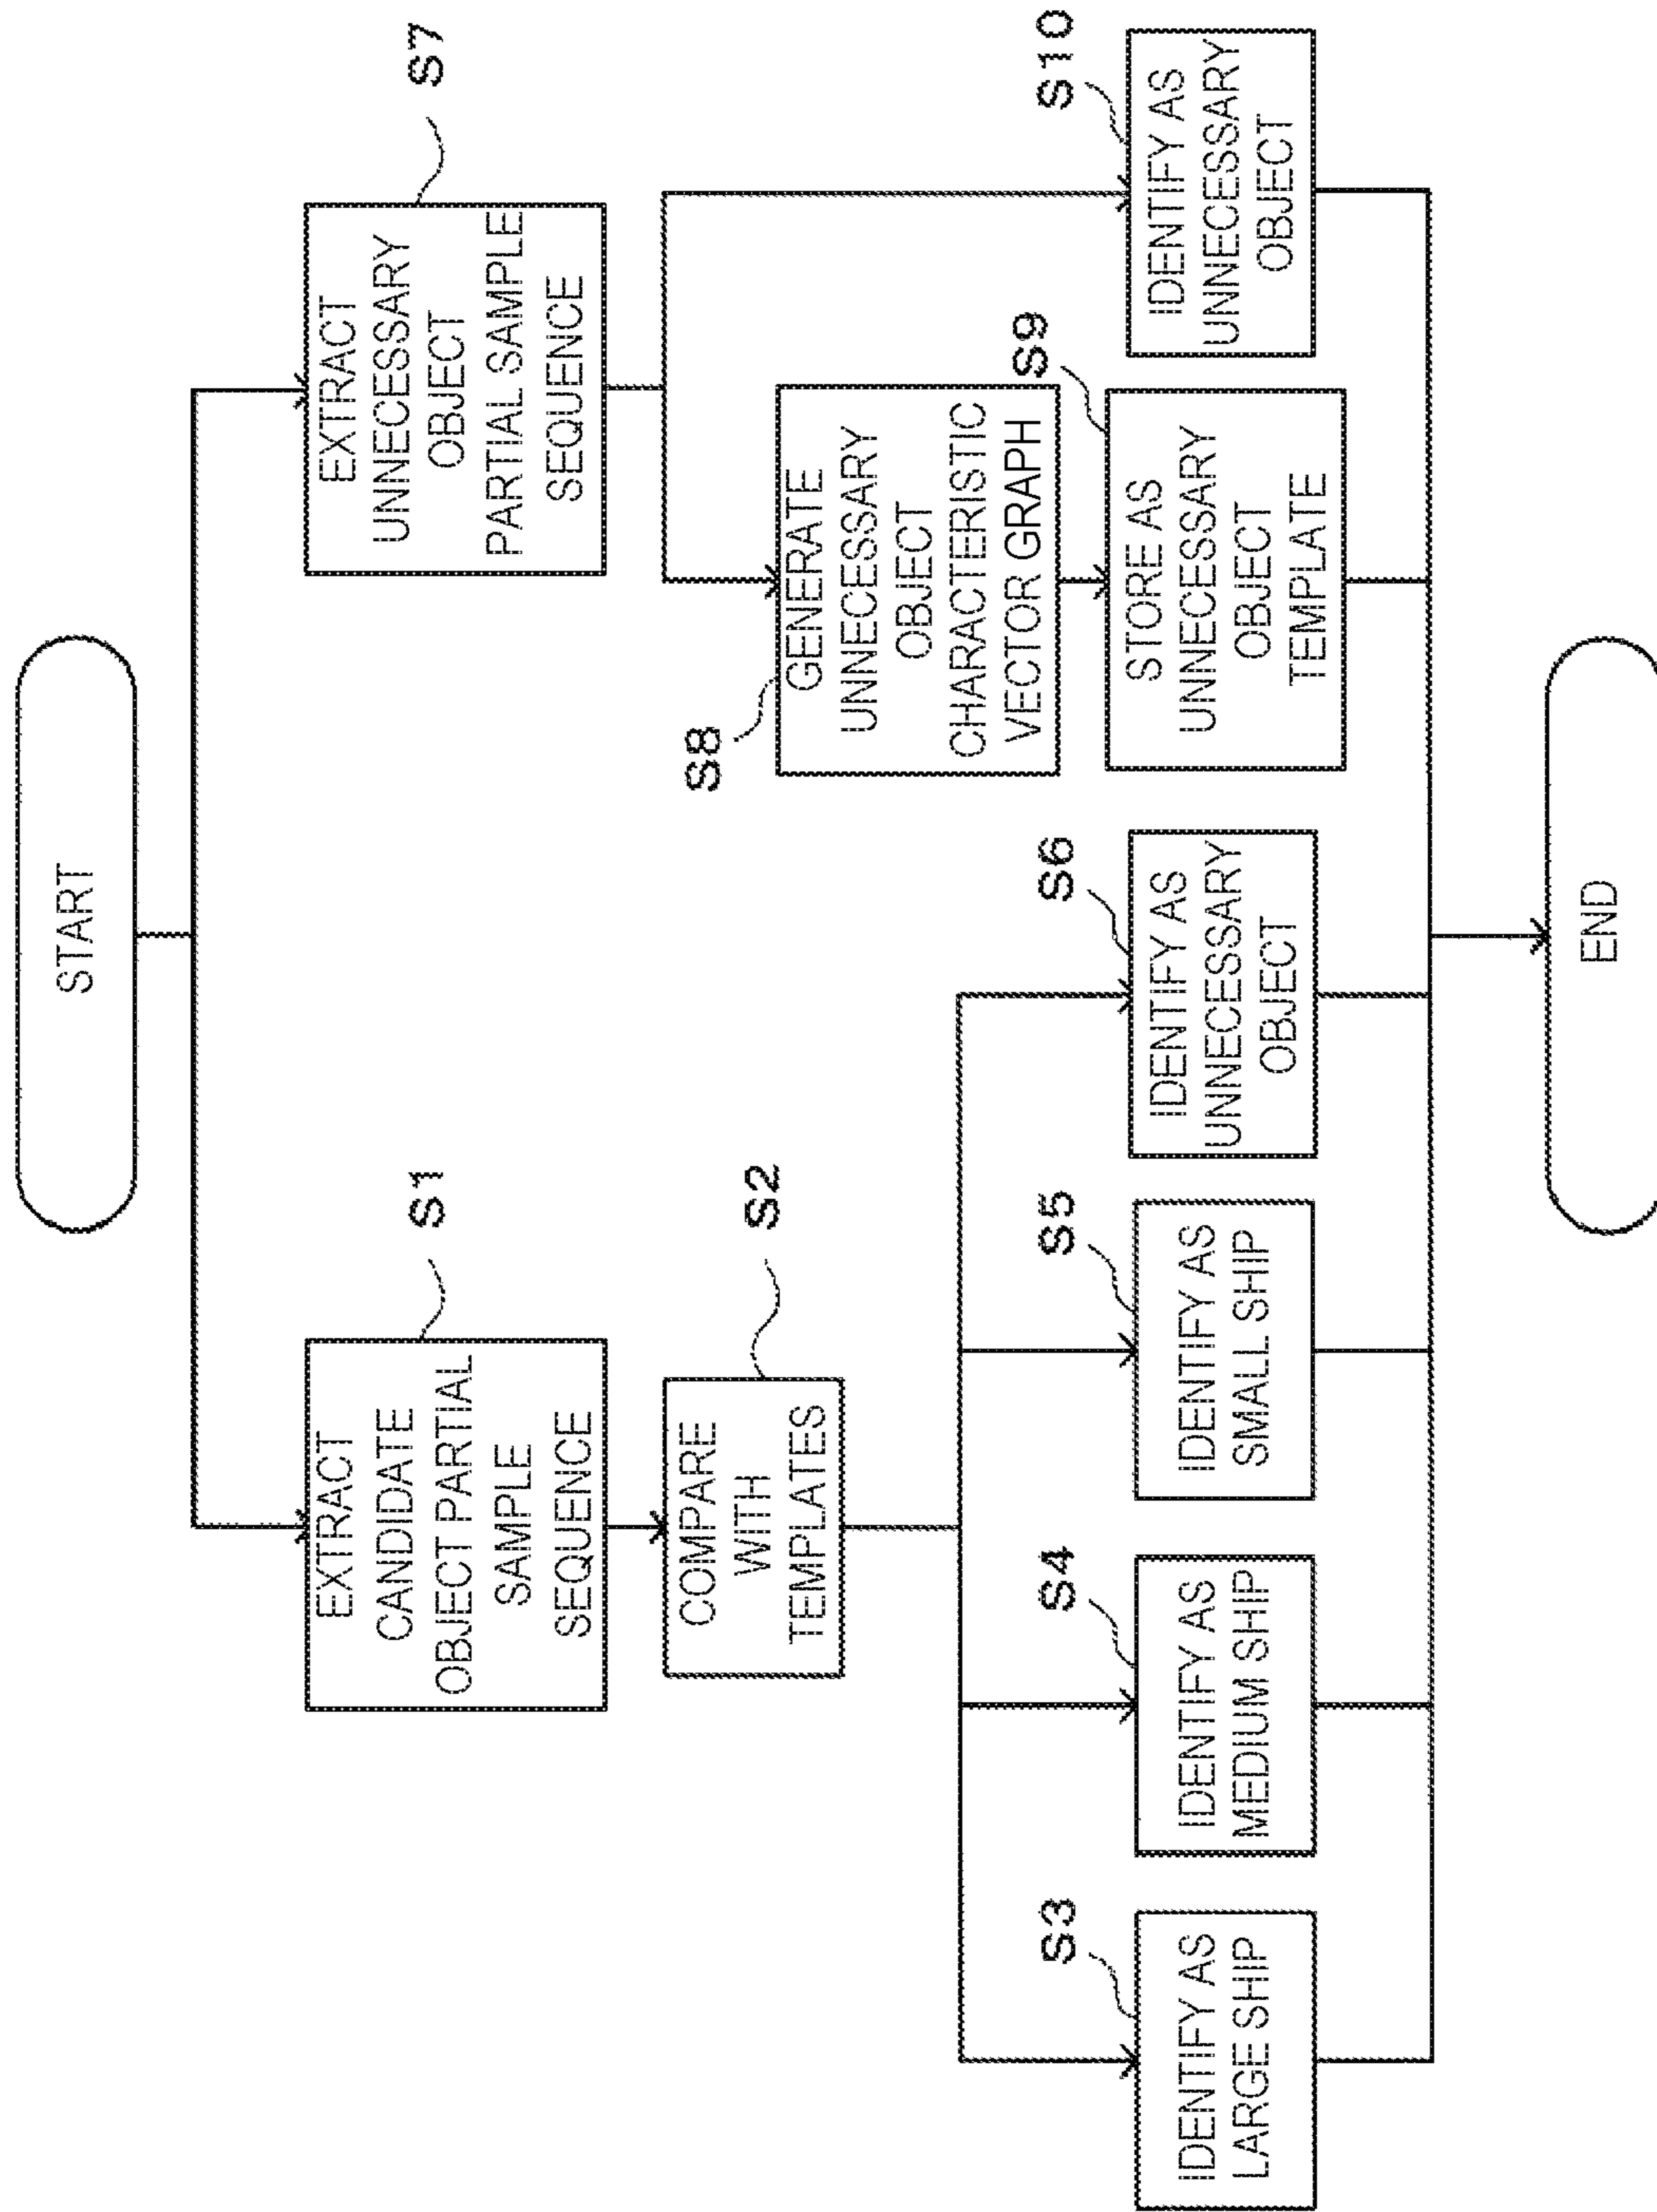 START
S1
EXTRACT
CANDIDATE
OBJECT PARTIAL
SAMPLE
SEQUENCE
S7
EXTRACT
UNNECESSARY
OBJECT
PARTIAL SAMPLE
SEQUENCE
S2
COMPARE
WITH
TEMPLATES
S8
GENERATE
UNNECESSARY
OBJECT
CHARACTERISTIC
VECTOR GRAPH
S3
IDENTIFY AS
LARGE SHIP
S4
IDENTIFY AS
MEDIUM SHIP
S5
IDENTIFY AS
SMALL SHIP
S6
IDENTIFY AS
UNNECESSARY
OBJECT
S9
STORE AS
UNNECESSARY
OBJECT
TEMPLATE
S10
IDENTIFY AS
UNNECESSARY
OBJECT
END